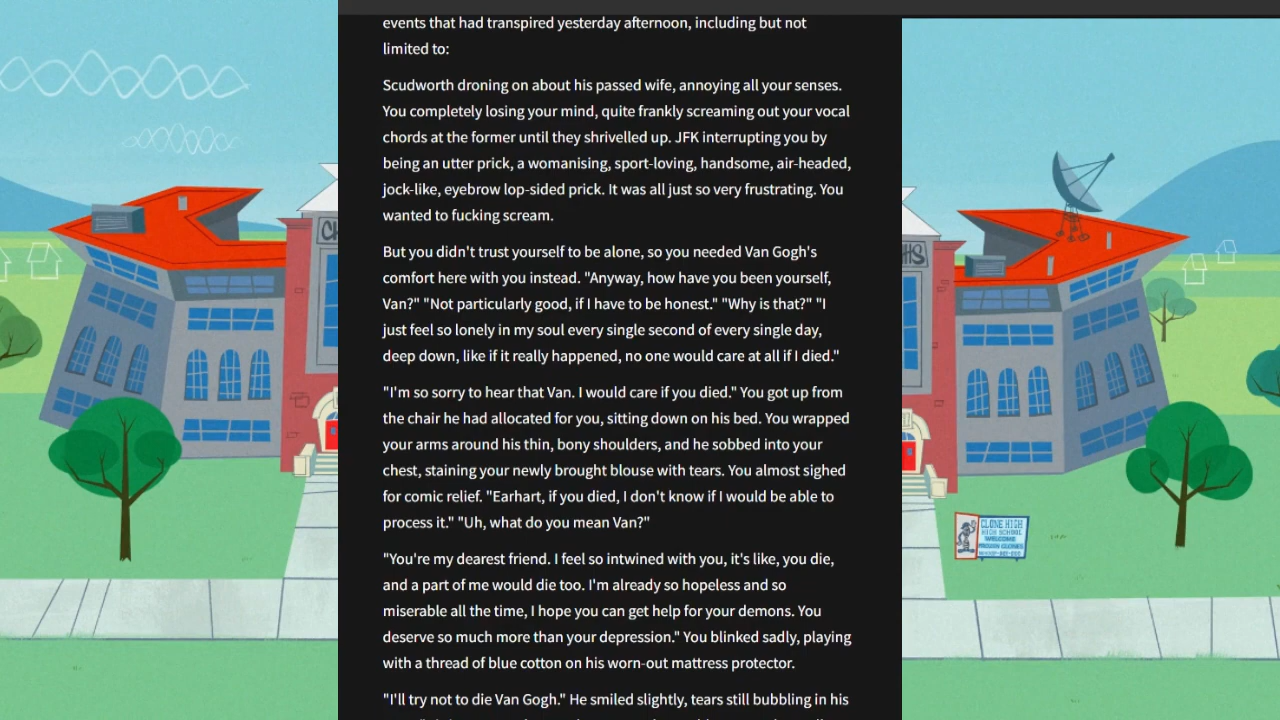 events that had transpired yesterday afternoon, including but not
limited to:
Scudworth droning on about his passed wife, annoying all your senses.
You completely losing your mind, quite frankly screaming out your vocal
chords at the former until they shrivelled up. JFK interrupting you by
being an utter prick, a womanising, sport-loving, handsome, air-headed,
jock-like, eyebrow lop-sided prick. It was all just so very frustrating. You
wanted to fucking scream.
But you didn't trust yourself to be alone, so you needed Van Gogh's
comfort here with you instead. "Anyway, how have you been yourself,
Van?" "Not particularly good, if I have to be honest." "Why is that?" "I
just feel so lonely in my soul every single second of every single day,
deep down, like if it really happened, no one would care at all if I died."
"I'm so sorry to hear that Van. I would care if you died." You got up from
the chair he had allocated for you, sitting down on his bed. You wrapped
your arms around his thin, bony shoulders, and he sobbed into your
chest, staining your newly brought blouse with tears. You almost sighed
for comic relief. "Earhart, if you died, I don't know if I would be able to
process it." "Uh, what do you mean Van?"
"You're my dearest friend. I feel so intwined with you, it's like, you die,
and a part of me would die too. I'm already so hopeless and so
miserable all the time, I hope you can get help for your demons. You
deserve so much more than your depression." You blinked sadly, playing
with a thread of blue cotton on his worn-out mattress protector.
"I'll try not to die Van Gogh." He smiled slightly, tears still bubbling in his
CLONE HIGH
HIGH SCHOOL
WELCOME